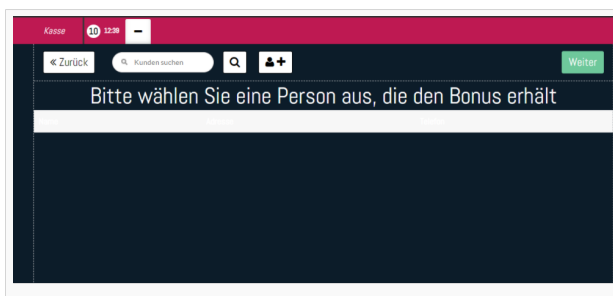 Kasse 10 12:39
« Zurück Kunden suchen Weiter
Bitte wählen Sie eine Person aus, die den Bonus erhält